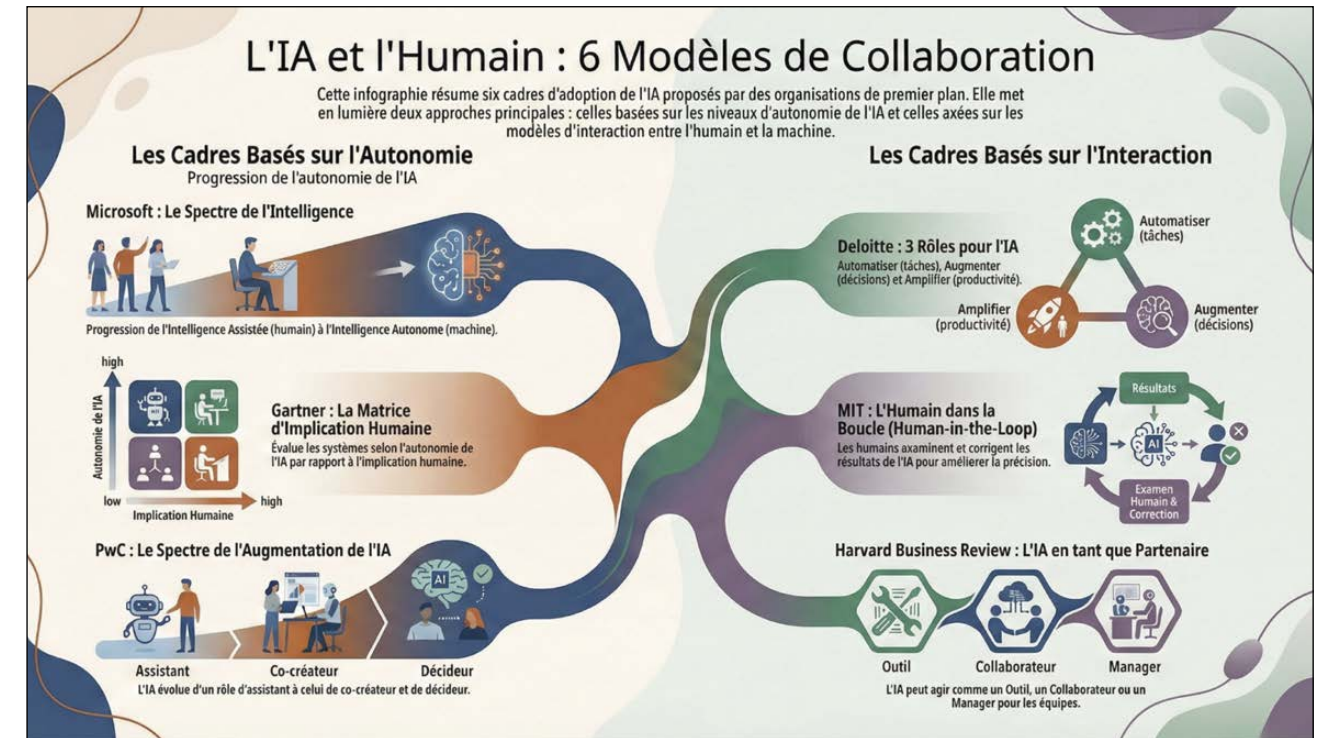 L'IA et l'Humain : 6 Modèles de Collaboration
Cette infographie résume six cadres d'adoption de l'IA proposés par des organisations de premier plan. Elle met
en lumière deux approches principales : celles basées sur les niveaux d'autonomie de l'IA et celles axées sur les
modèles d'interaction entre l'humain et la machine.
Les Cadres Basés sur l'Autonomie
Progression de l'autonomie de l'IA
Microsoft : Le Spectre de l'Intelligence
Progression de l'Intelligence Assistée (humain) à l'Intelligence Autonome (machine).
high
Autonomie de l'IA
low
high
Implication Humaine
Gartner : La Matrice
d'Implication Humaine
Évalue les systèmes selon l'autonomie de
l'IA par rapport à l'implication humaine.
PwC : Le Spectre de l'Augmentation de l'IA
AI
Assistant
Co-créateur
Décideur
L'IA évolue d'un rôle d'assistant à celui de co-créateur et de décideur.
Les Cadres Basés sur l'Interaction
Deloitte : 3 Rôles pour l'IA
Automatiser (tâches), Augmenter
(décisions) et Amplifier (productivité).
Automatiser
(tâches)
Amplifier
(productivité)
Augmenter
(décisions)
MIT : L'Humain dans la
Boucle (Human-in-the-Loop)
Les humains axaminent et corrigent les
résultats de l'IA pour amélierer la précision.
Résultats
AI
Examen
Humain &
Correction
Harvard Business Review : L'IA en tant que Partenaire
Outil
Collaborateur
Manager
L'IA peut agir comme un Outil, un Collaborateur ou un
Manager pour les équipes.